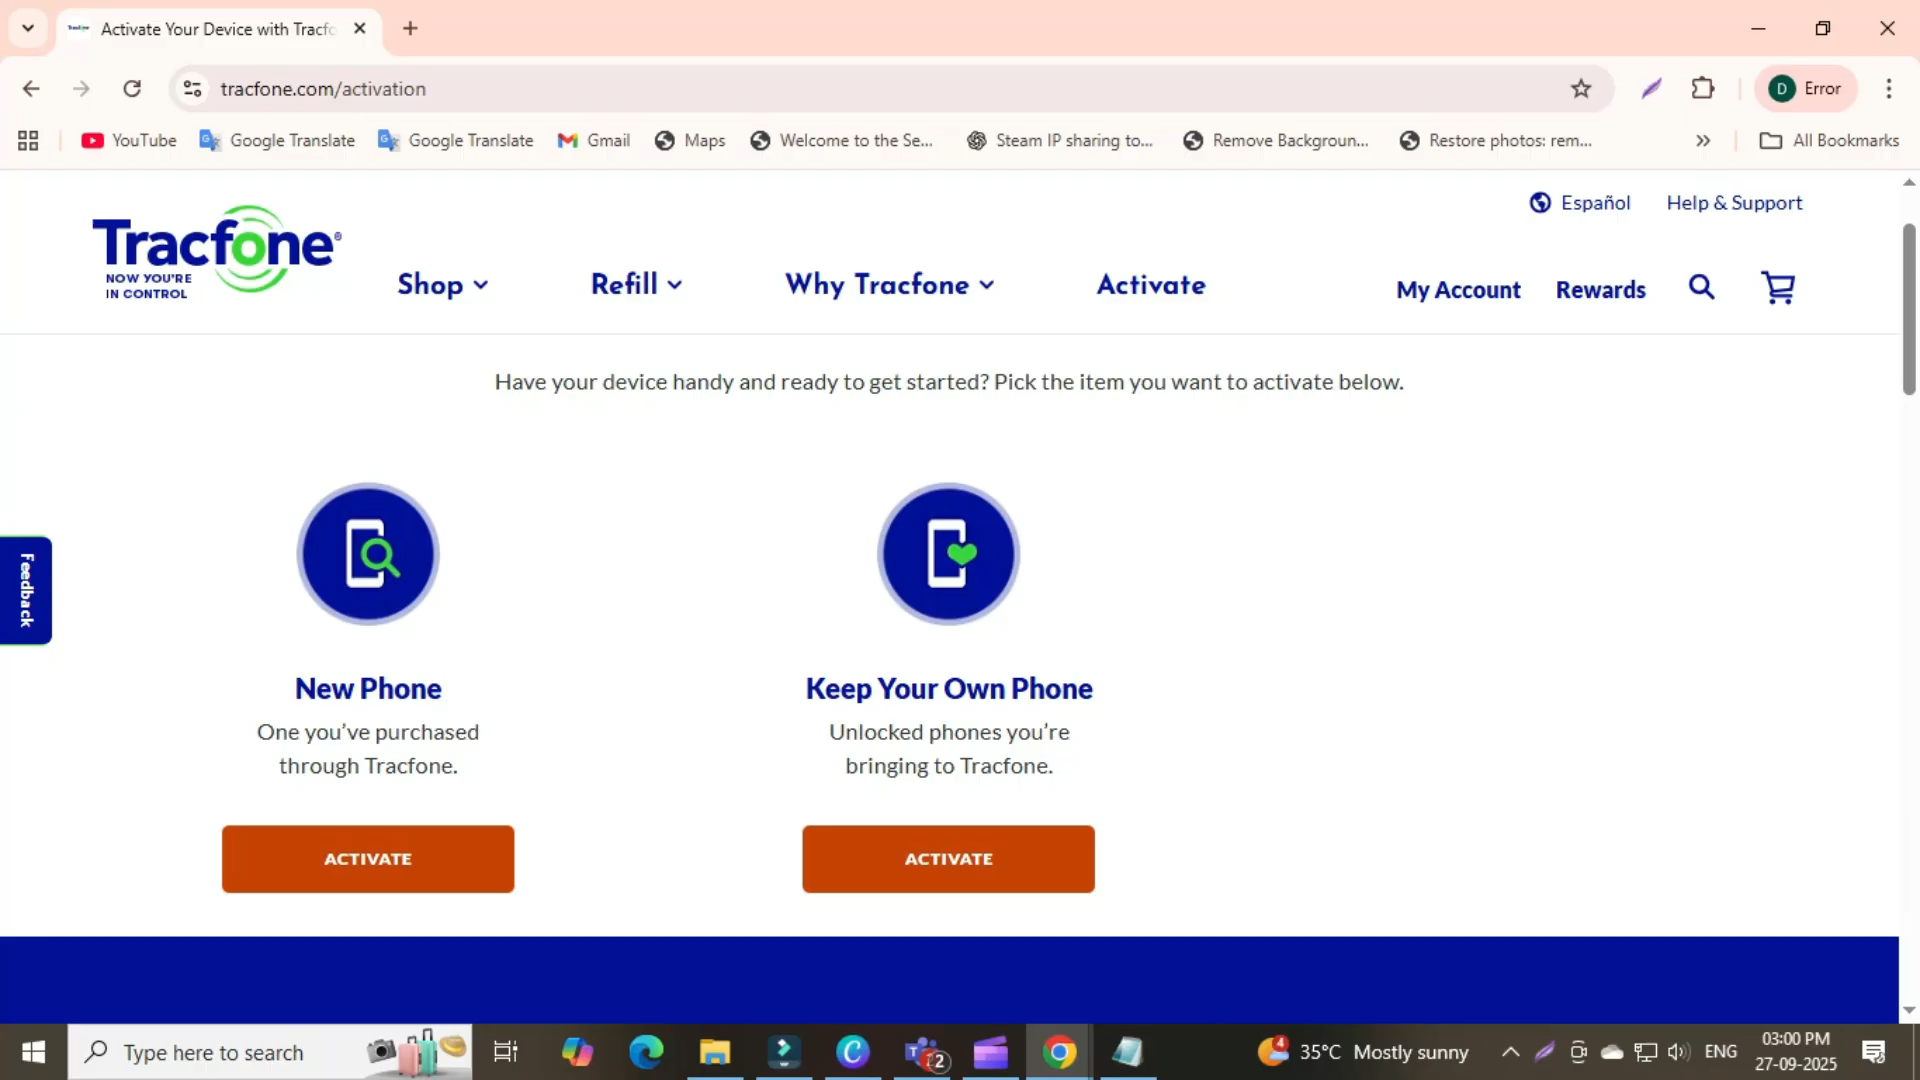 Activate Your Device with Tracfo
tracfone.com/activation
D Error
YouTube
Google Translate
Google Translate
Gmail
Maps
Welcome to the Se...
Steam IP sharing to...
Remove Backgroun...
Restore photos: rem...
All Bookmarks
Español
Help & Support
Tracfone®
NOW YOU'RE
IN CONTROL
Shop
Refill
Why Tracfone
Activate
My Account
Rewards
Have your device handy and ready to get started? Pick the item you want to activate below.
Feedback
New Phone
One you've purchased
through Tracfone.
ACTIVATE
Keep Your Own Phone
Unlocked phones you're
bringing to Tracfone.
ACTIVATE
Type here to search
2
4
35°C Mostly sunny
ENG
03:00 PM
27-09-2025